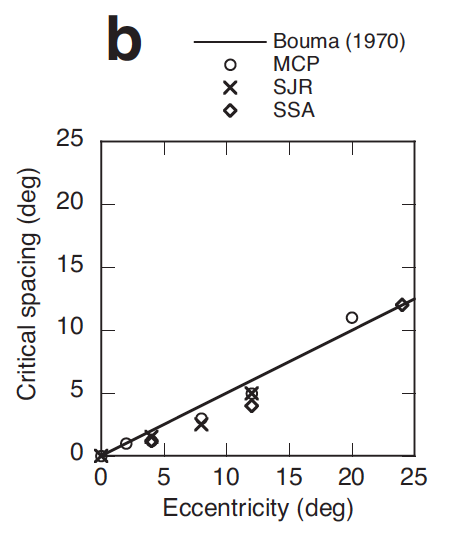 b
Bouma (1970)
MCP
SJR
SSA
25
20
15
10
5
0
0 5 10 15 20 25
Critical spacing (deg)
Eccentricity (deg)